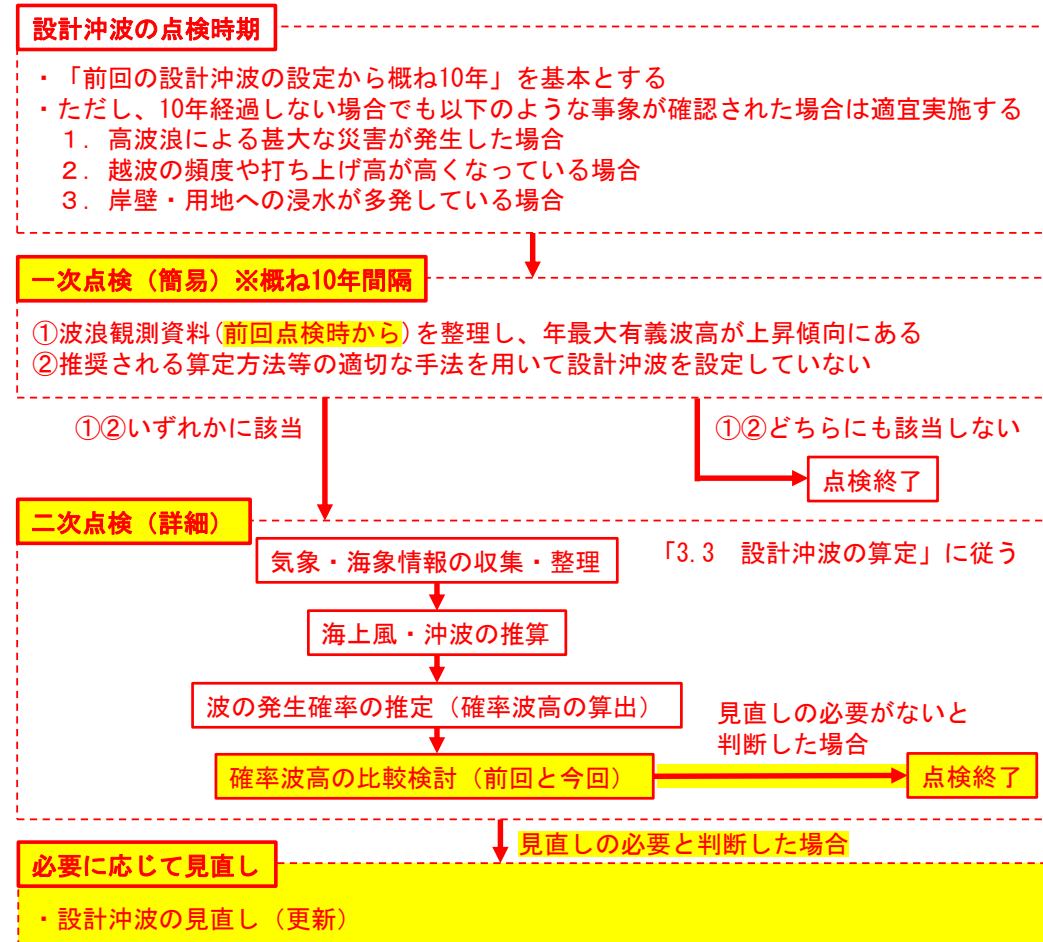 設計沖波の点検時期
・「前回の設計沖波の設定から概ね10年」を基本とする
・ただし、10年経過しない場合でも以下のような事象が確認された場合は適宜実施する
１．高波浪による甚大な災害が発生した場合
２．越波の頻度や打ち上げ高が高くなっている場合
３．岸壁・用地への浸水が多発している場合
一次点検（簡易）※概ね10年間隔
①波浪観測資料(前回点検時から)を整理し、年最大有義波高が上昇傾向にある
②推奨される算定方法等の適切な手法を用いて設計沖波を設定していない
①②いずれかに該当
①②どちらにも該当しない
点検終了
二次点検（詳細）
気象・海象情報の収集・整理
「3.3　設計沖波の算定」に従う
海上風・沖波の推算
波の発生確率の推定（確率波高の算出）
見直しの必要がないと
判断した場合
確率波高の比較検討（前回と今回）
点検終了
見直しの必要と判断した場合
必要に応じて見直し
・設計沖波の見直し（更新）